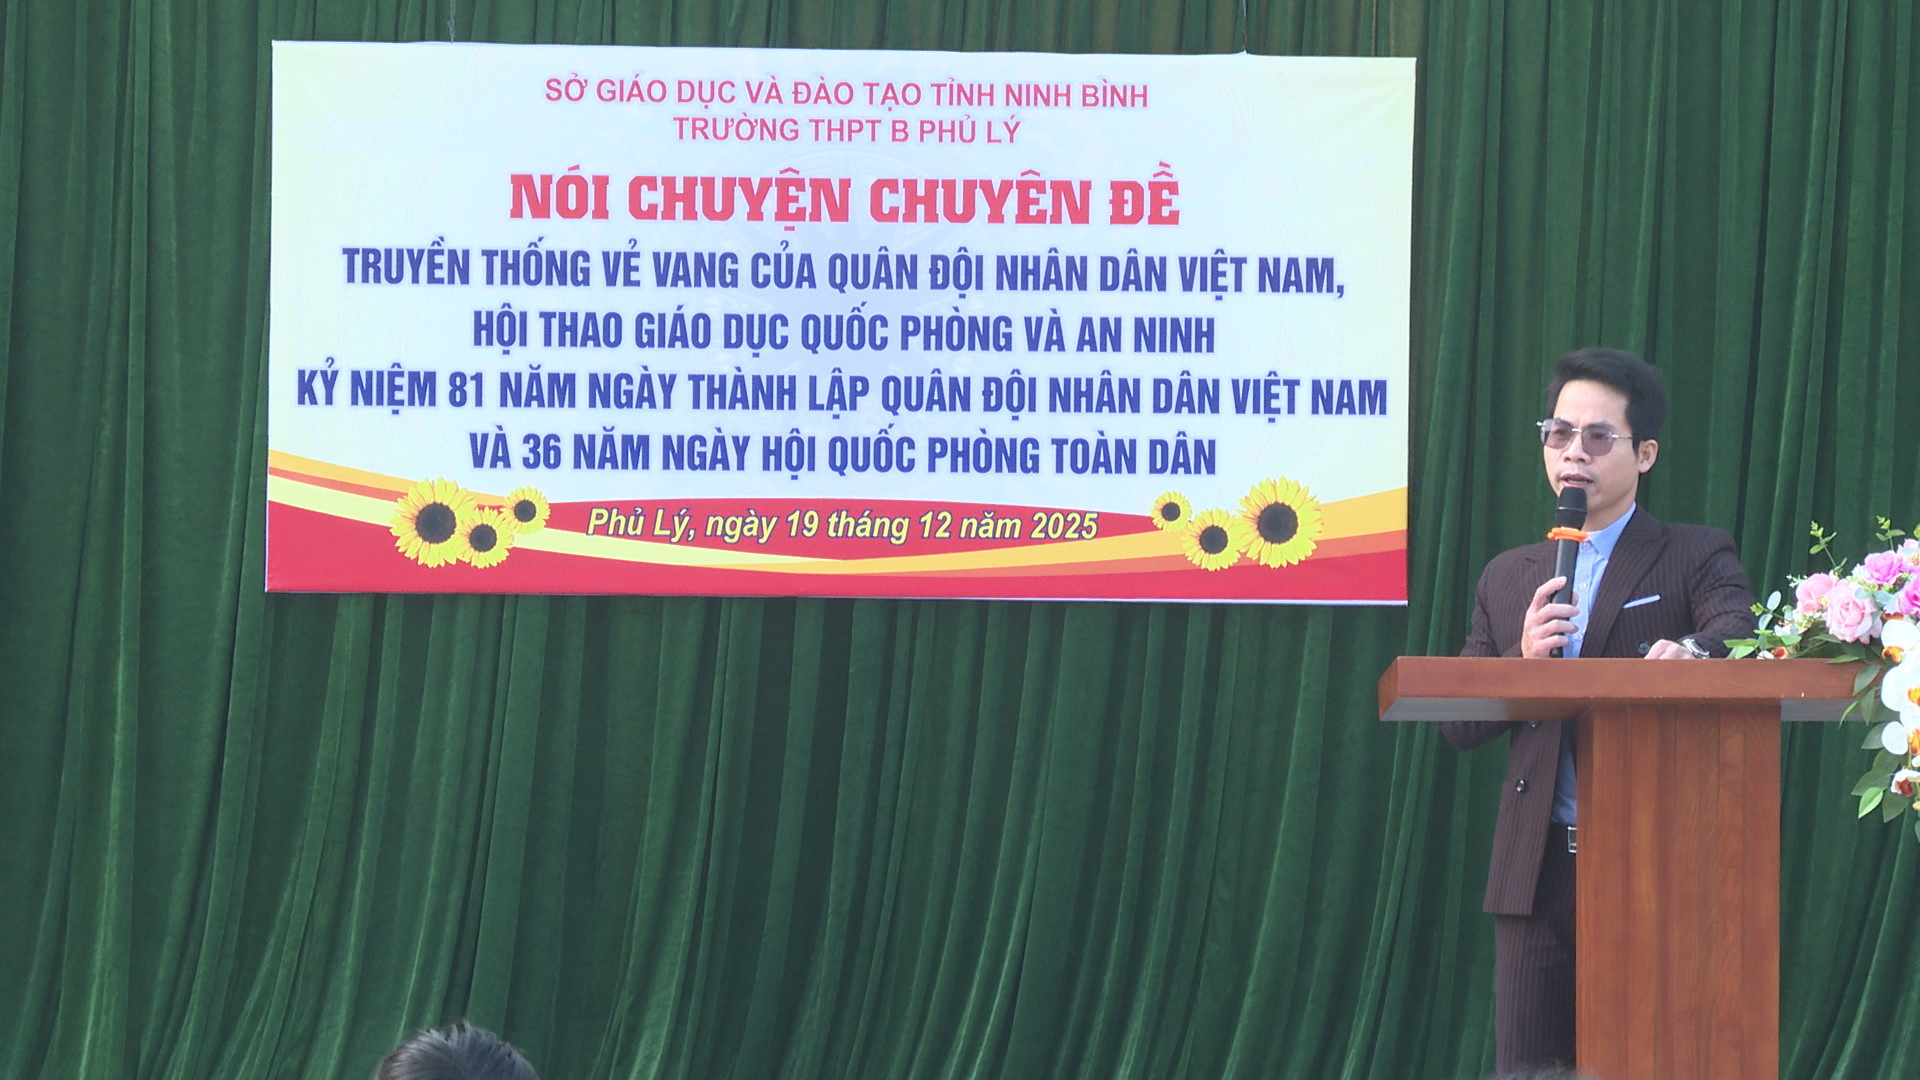 SỞ GIÁO DỤC VÀ ĐÀO TẠO TỈNH NINH BÌNH
TRƯỜNG THPT B PHỦ LÝ
NÓI CHUYỆN CHUYÊN ĐỀ
TRUYỀN THỐNG VẺ VANG CỦA QUÂN ĐỘI NHÂN DÂN VIỆT NAM,
HỘI THAO GIÁO DỤC QUỐC PHÒNG VÀ AN NINH
KỶ NIỆM 81 NĂM NGÀY THÀNH LẬP QUÂN ĐỘI NHÂN DÂN VIỆT NAM
VÀ 36 NĂM NGÀY HỘI QUỐC PHÒNG TOÀN DÂN
Phủ Lý, ngày 19 tháng 12 năm 2025